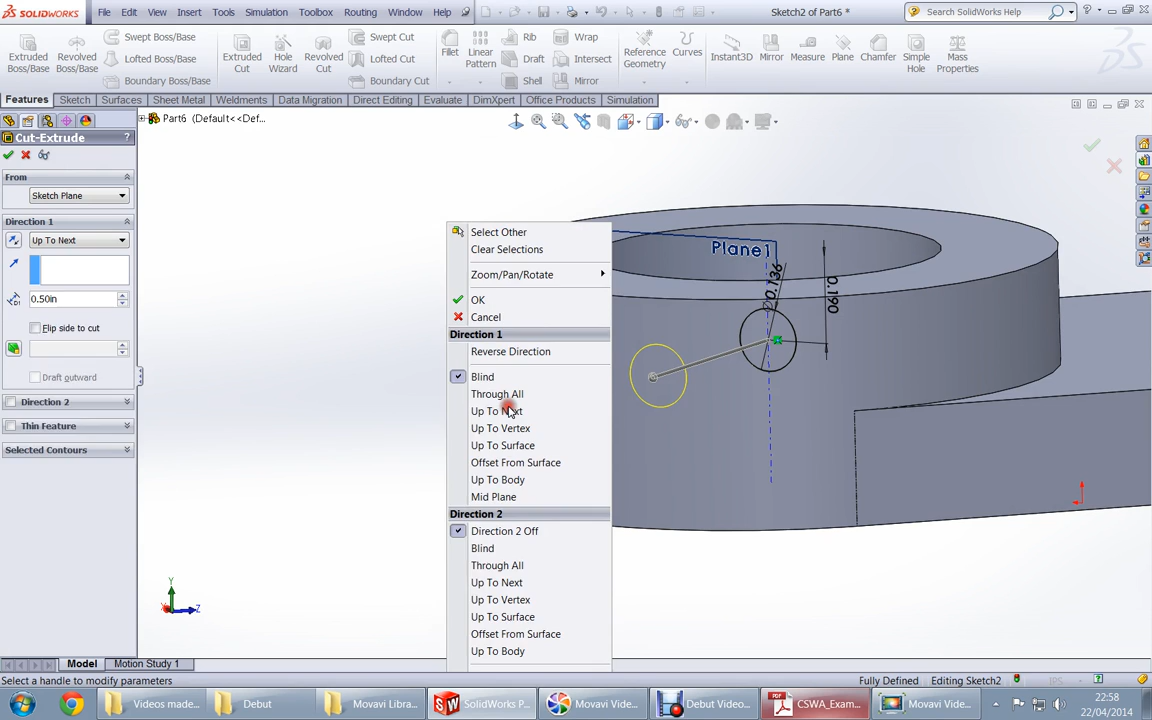 SOLIDWORKS
File Edit View Insert Tools Simulation Toolbox Routing Window Help
Sketch2 of Part6 *
Search SolidWorks Help
Extruded Boss/Base
Revolved Boss/Base
Swept Boss/Base
Lofted Boss/Base
Boundary Boss/Base
Extruded Cut
Hole Wizard
Revolved Cut
Swept Cut
Lofted Cut
Boundary Cut
Fillet
Linear Pattern
Rib
Draft
Shell
Wrap
Intersect
Mirror
Reference Geometry
Curves
Instant3D
Mirror
Measure
Plane
Chamfer
Simple Hole
Mass Properties
Features Sketch Surfaces Sheet Metal Weldments Data Migration Direct Editing Evaluate DimXpert Office Products Simulation
Part6 (Default<<Def...
Cut-Extrude ?
From
Sketch Plane
Direction 1
Up To Next
0.50in
Flip side to cut
Draft outward
Direction 2
Thin Feature
Selected Contours
Select Other
Clear Selections
Zoom/Pan/Rotate
OK
Cancel
Direction 1
Reverse Direction
Blind
Through All
Up To Next
Up To Vertex
Up To Surface
Offset From Surface
Up To Body
Mid Plane
Direction 2
Direction 2 Off
Blind
Through All
Up To Next
Up To Vertex
Up To Surface
Offset From Surface
Up To Body
Plane1
⌀0.136
0.190
Y
X
Z
Model Motion Study 1
Select a handle to modify parameters
Fully Defined Editing Sketch2 IPS
Videos made... Debut Movavi Libra... SolidWorks P... Movavi Vide... Debut Video... CSWA_Exam... Movavi Vide...
22:58
22/04/2014